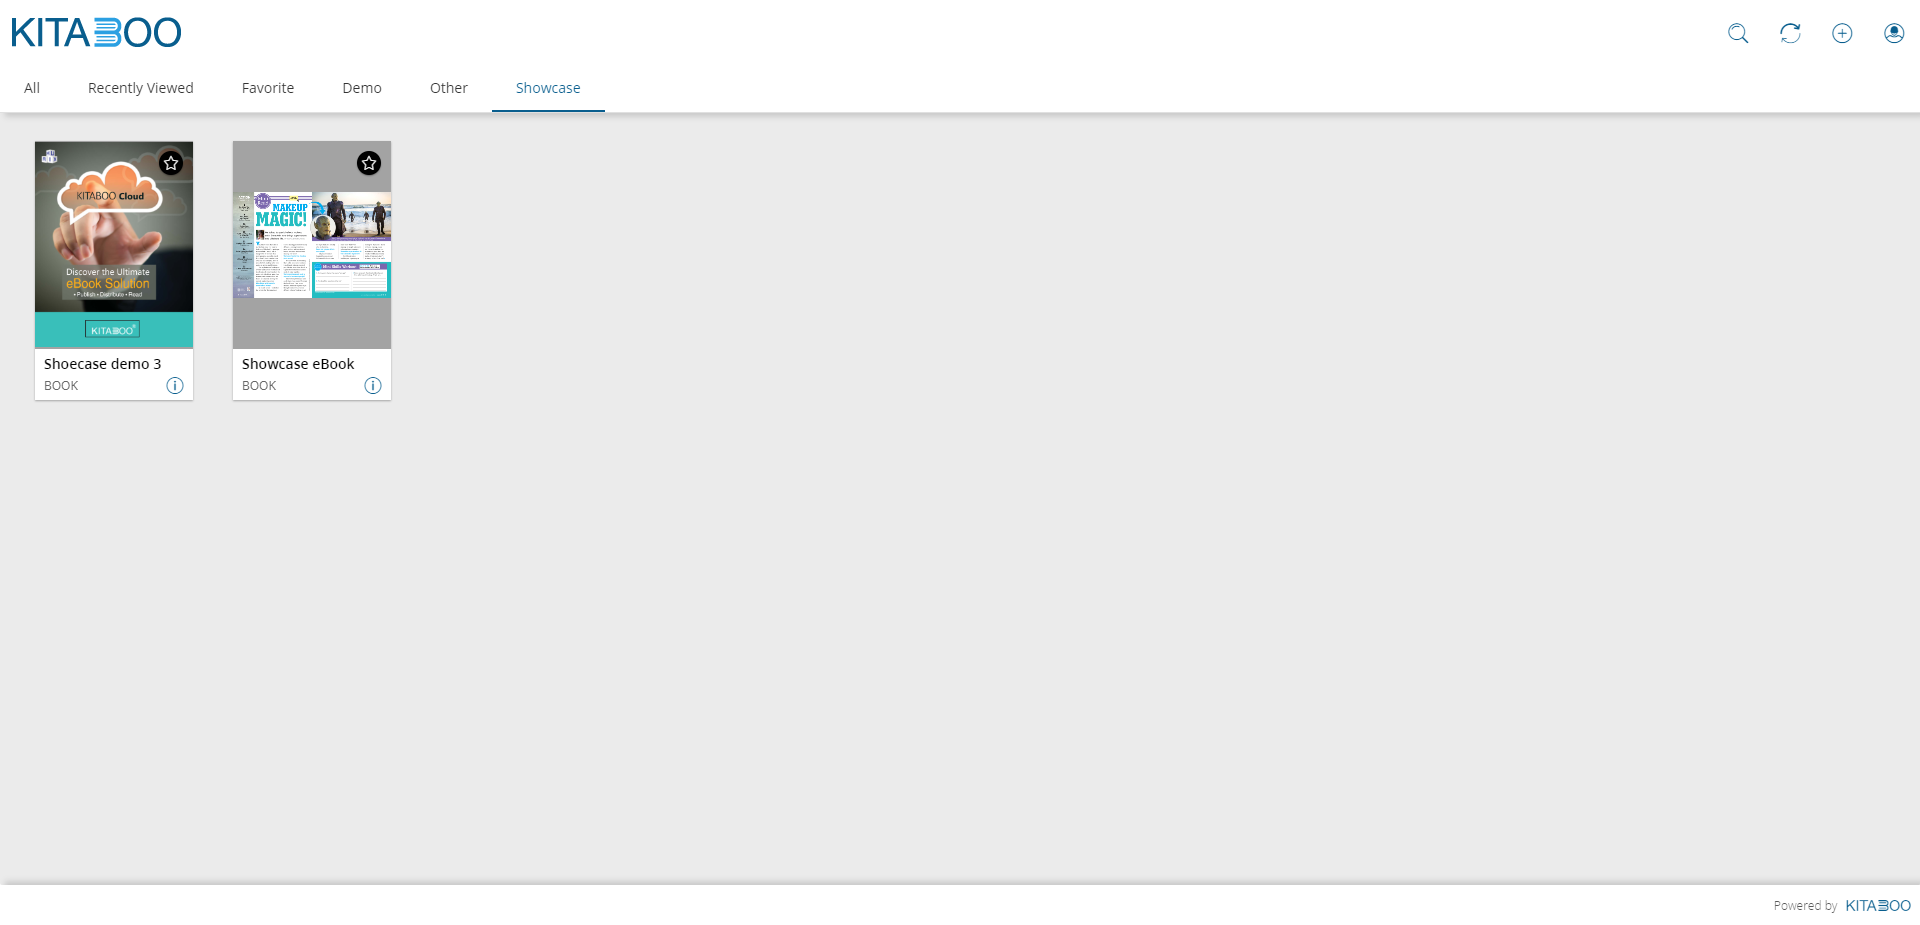 KITABOO
All Recently Viewed Favorite Demo Other Showcase
KITABOO Cloud
Discover the Ultimate
eBook Solution
• Publish • Distribute • Read
KITABOO®
Shoecase demo 3
BOOK
MAKEUP
MAGIC!
Showcase eBook
BOOK
Powered by KITABOO